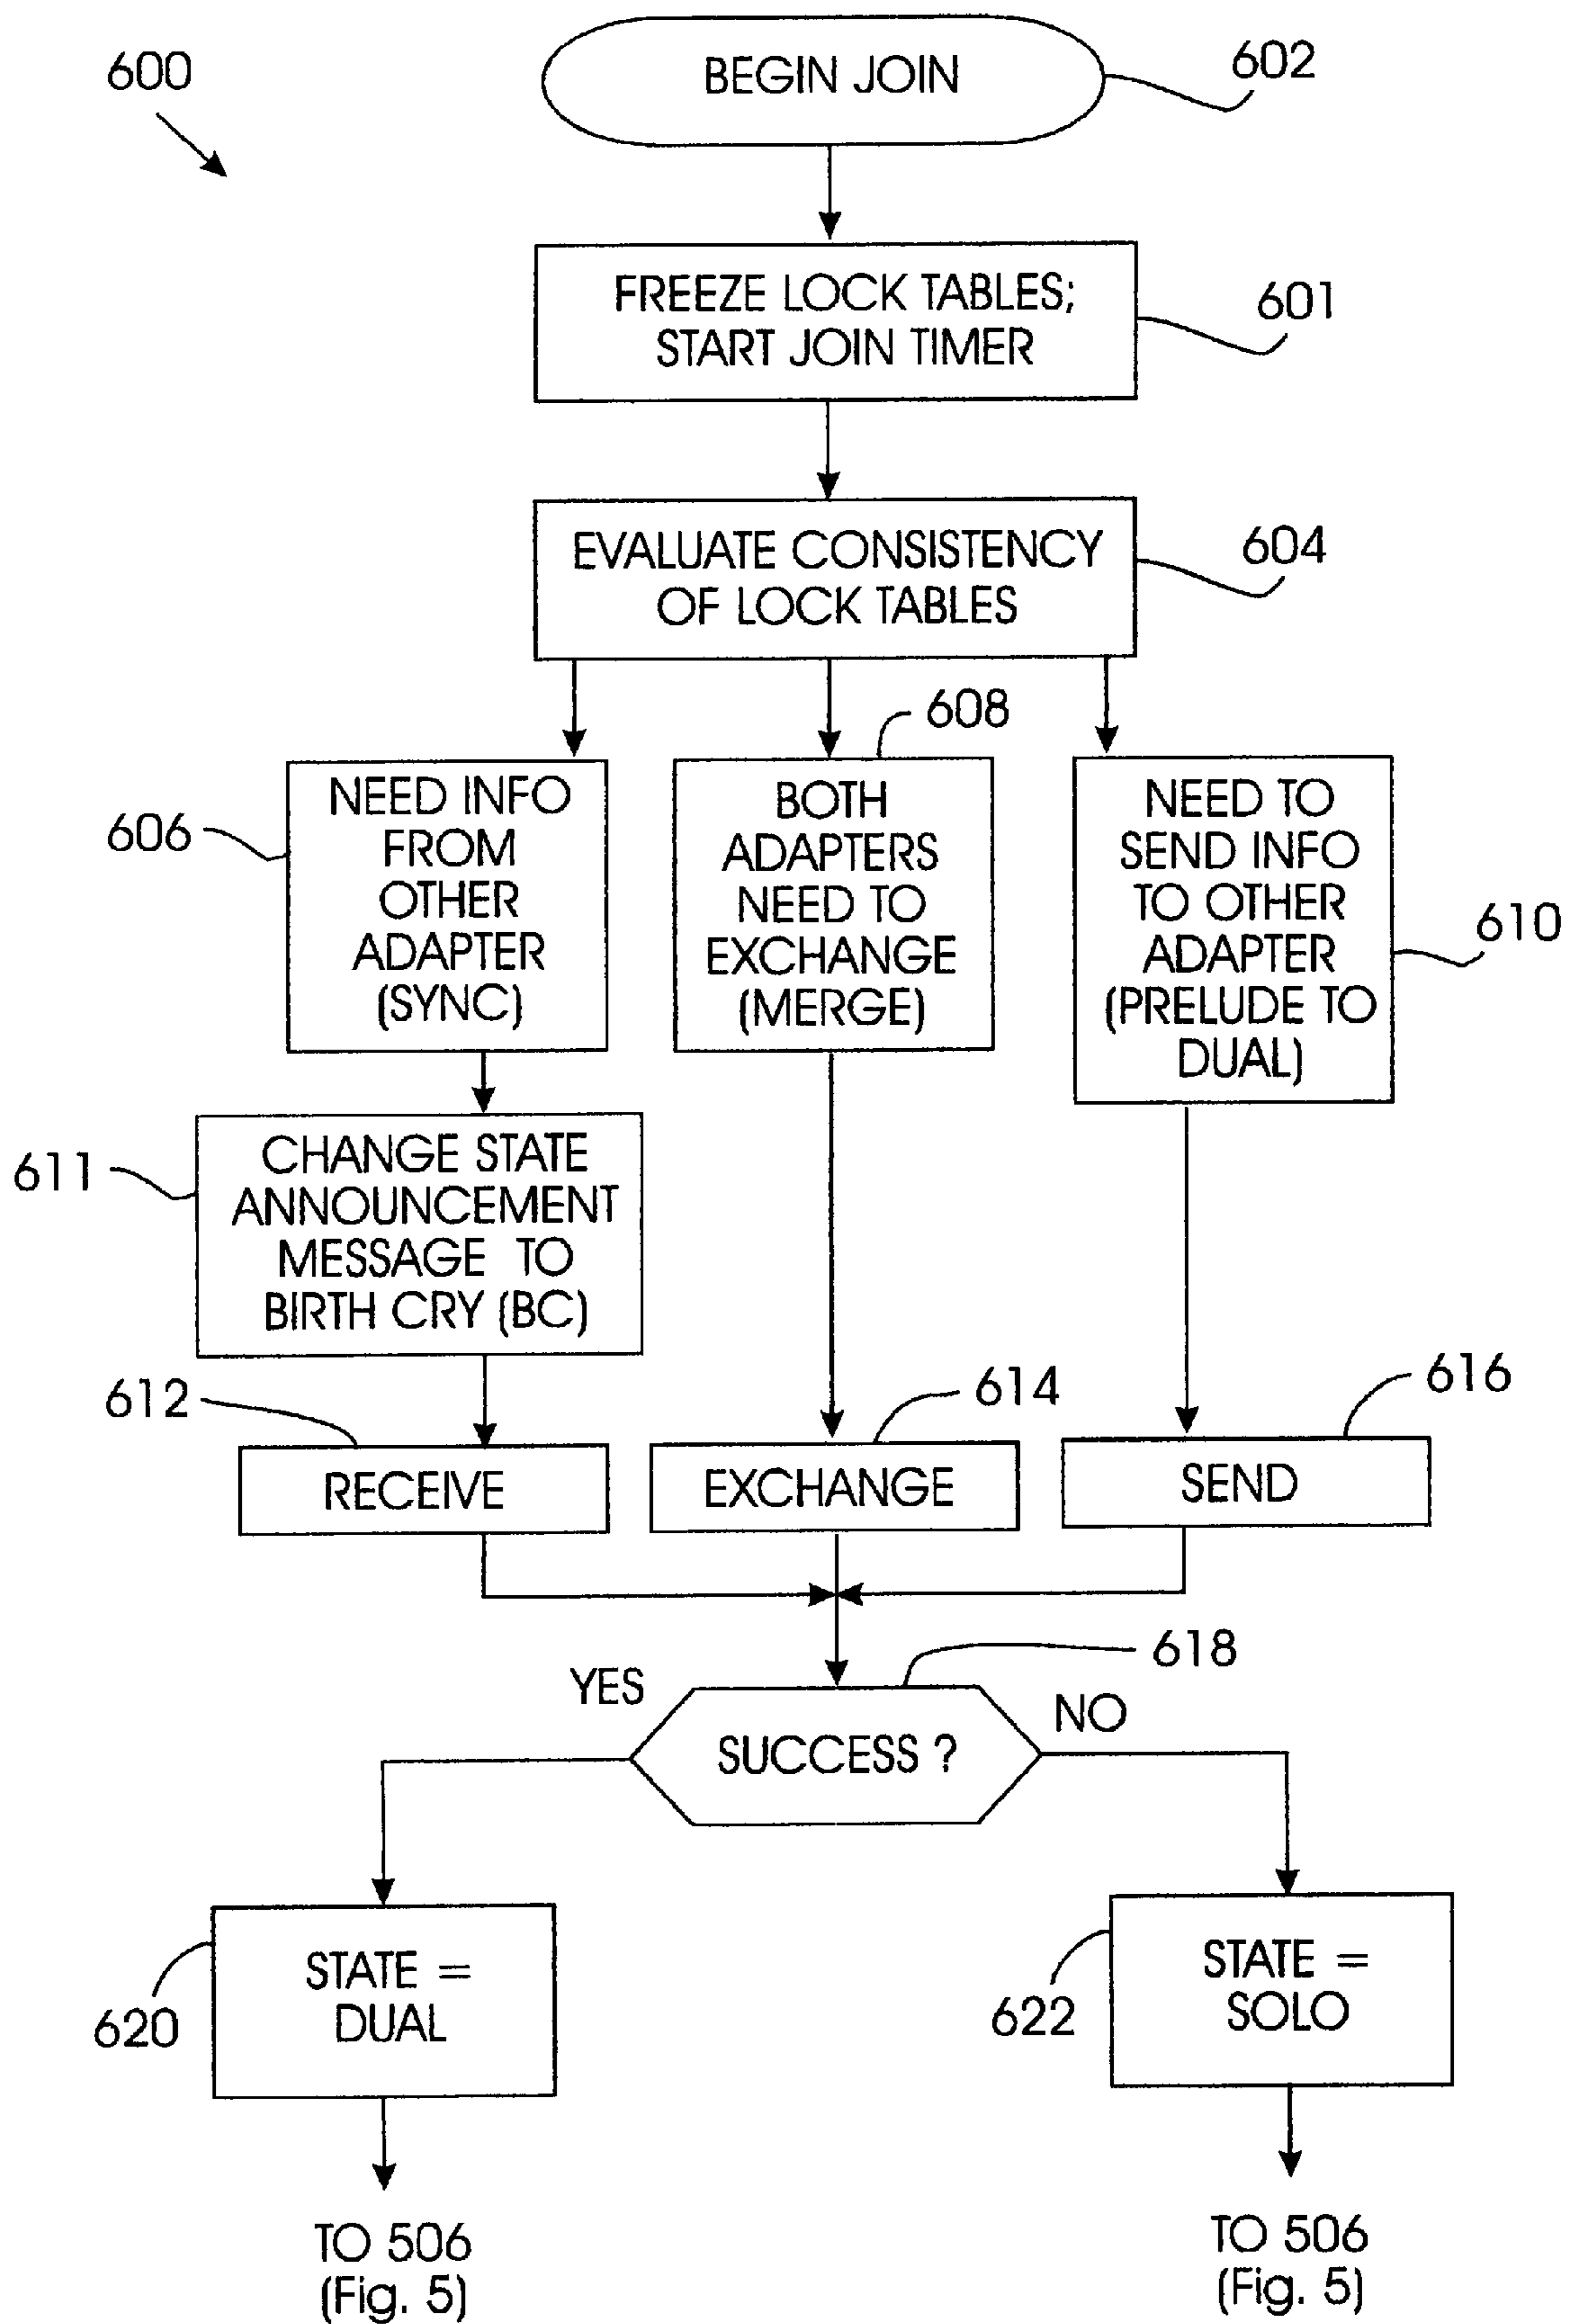 600
BEGIN JOIN
602
FREEZE LOCK TABLES;
START JOIN TIMER
601
EVALUATE CONSISTENCY
OF LOCK TABLES
604
606
NEED INFO
FROM
OTHER
ADAPTER
(SYNC)
608
BOTH
ADAPTERS
NEED TO
EXCHANGE
(MERGE)
NEED TO
SEND INFO
TO OTHER
ADAPTER
(PRELUDE TO
DUAL)
610
611
CHANGE STATE
ANNOUNCEMENT
MESSAGE TO
BIRTH CRY (BC)
612
RECEIVE
614
EXCHANGE
616
SEND
618
YES
SUCCESS ?
NO
620
STATE =
DUAL
622
STATE =
SOLO
TO 506
(Fig. 5)
TO 506
(Fig. 5)